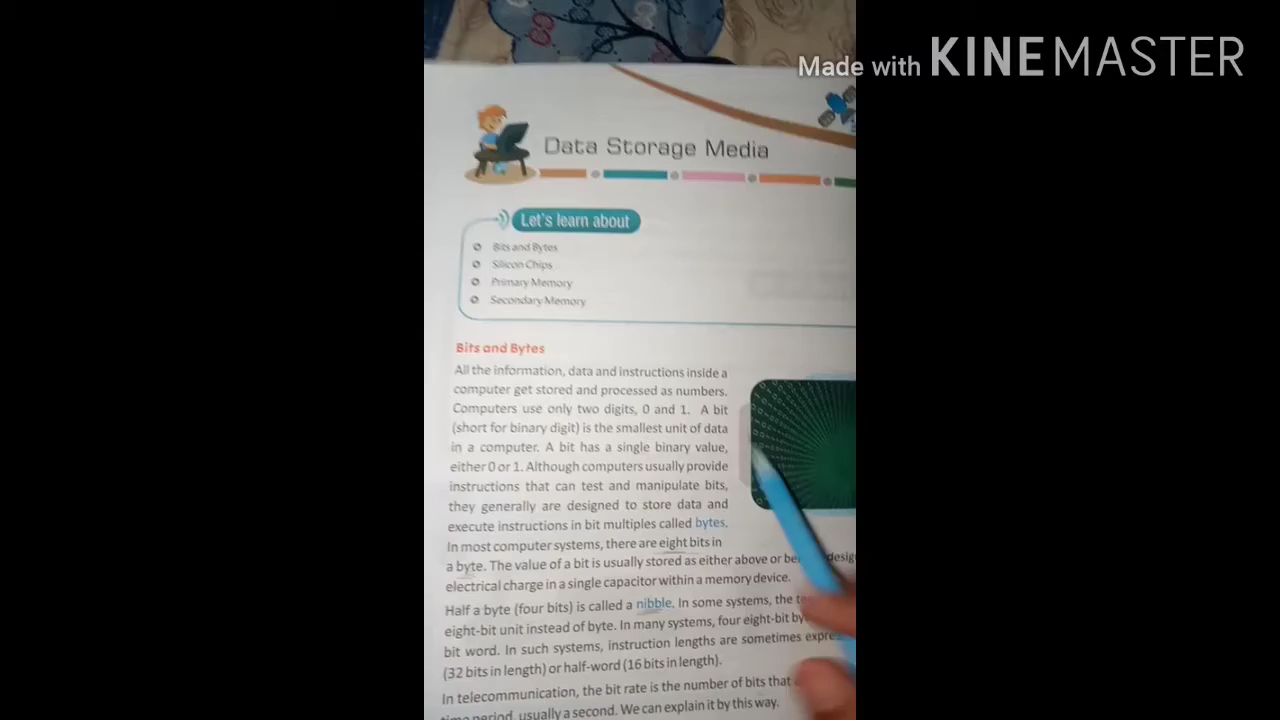 Made with KINEMASTER
Data Storage Media
Let's learn about
Bits and Bytes
Silicon Chips
Primary Memory
Secondary Memory
Bits and Bytes
All the information, data and instructions inside a
computer get stored and processed as numbers.
Computers use only two digits, 0 and 1. A bit
(short for binary digit) is the smallest unit of data
in a computer. A bit has a single binary value,
either 0 or 1. Although computers usually provide
instructions that can test and manipulate bits,
they generally are designed to store data and
execute instructions in bit multiples called bytes.
In most computer systems, there are eight bits in
a byte. The value of a bit is usually stored as either above or
electrical charge in a single capacitor within a memory device.
Half a byte (four bits) is called a nibble. In some systems, the
eight-bit unit instead of byte. In many systems, four eight-bit
bit word. In such systems, instruction lengths are sometimes
(32 bits in length) or half-word (16 bits in length).
In telecommunication, the bit rate is the number of bits that
time period, usually a second. We can explain it by this way.